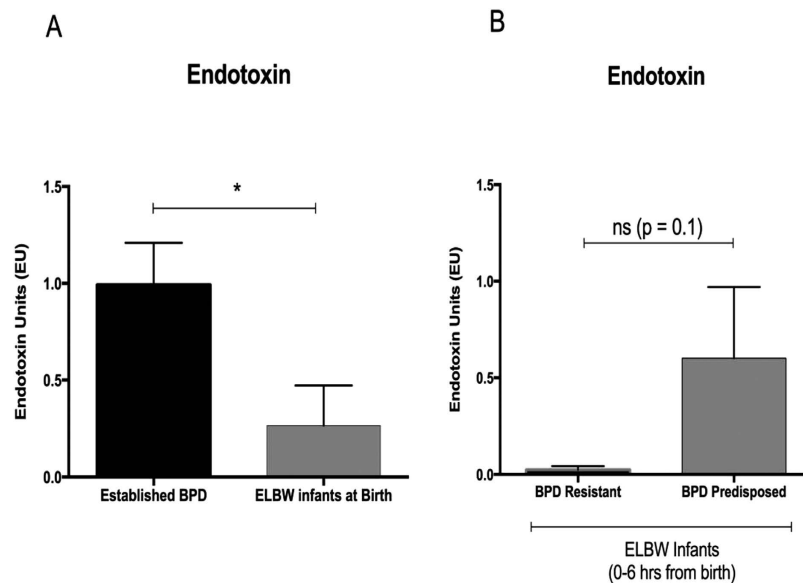 A
Endotoxin
Endotoxin Units (EU)
1.5
1.0
0.5
0.0
*
Established BPD
ELBW infants at Birth
B
Endotoxin
Endotoxin Units (EU)
1.5
1.0
0.5
0.0
ns (p = 0.1)
BPD Resistant
BPD Predisposed
ELBW Infants
(0-6 hrs from birth)